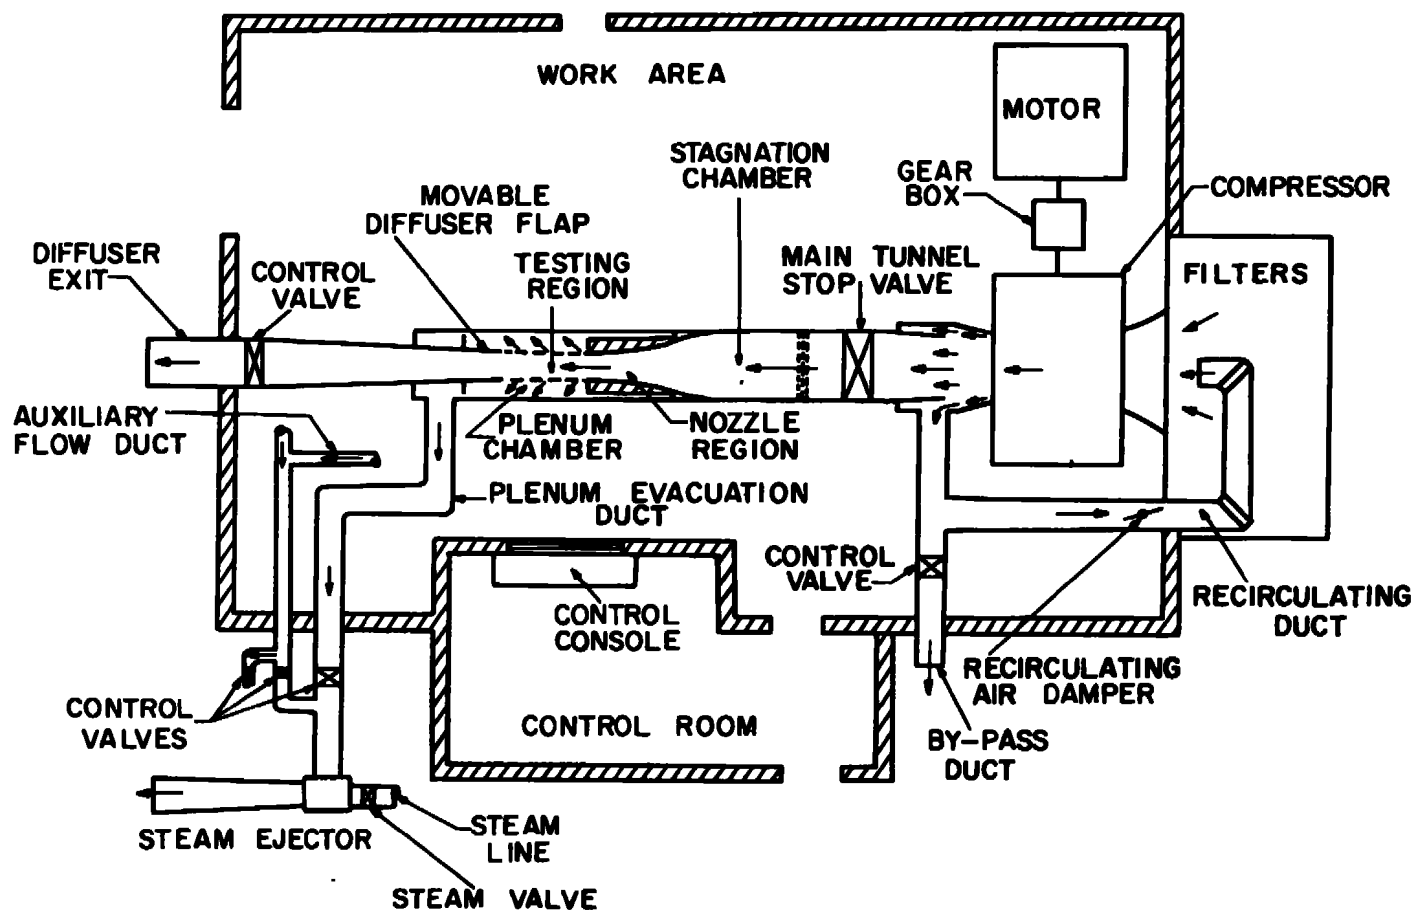 WORK AREA
MOTOR
STAGNATION
CHAMBER
GEAR
BOX
COMPRESSOR
MOVABLE
DIFFUSER FLAP
DIFFUSER
EXIT
CONTROL
VALVE
TESTING
REGION
MAIN TUNNEL
STOP VALVE
FILTERS
AUXILIARY
FLOW DUCT
PLENUM
CHAMBER
NOZZLE
REGION
PLENUM EVACUATION
DUCT
CONTROL
VALVE
CONTROL
CONSOLE
RECIRCULATING
DUCT
RECIRCULATING
AIR DAMPER
CONTROL
VALVES
CONTROL ROOM
BY-PASS
DUCT
STEAM EJECTOR
STEAM
LINE
STEAM VALVE